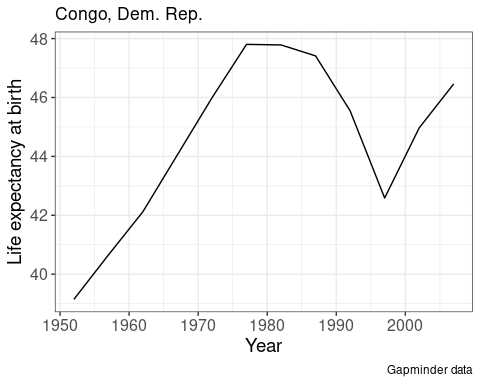 Congo, Dem. Rep.
Life expectancy at birth
48
46
44
42
40
1950 1960 1970 1980 1990 2000
Year
Gapminder data